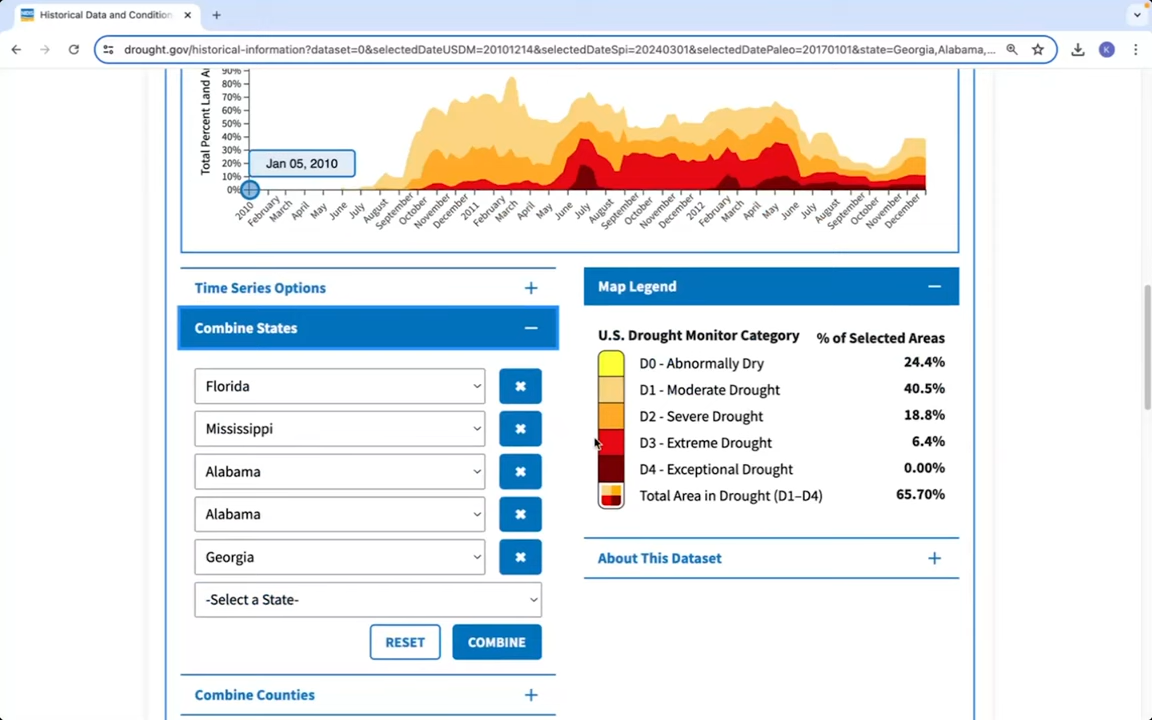 Historical Data and Condition
drought.gov/historical-information?dataset=0&selectedDateUSDM=20101214&selectedDateSpi=20240301&selectedDatePaleo=20170101&state=Georgia,Alabama,...
K
Total Percent Land A
90%
80%
70%
60%
50%
40%
30%
20%
10%
0%
Jan 05, 2010
2010 February March April May June July August September October November December 2011 February March April May June July August September October November December 2012 February March April May June July August September October November December
Time Series Options
Map Legend
Combine States
U.S. Drought Monitor Category % of Selected Areas
D0 - Abnormally Dry 24.4%
D1 - Moderate Drought 40.5%
D2 - Severe Drought 18.8%
D3 - Extreme Drought 6.4%
D4 - Exceptional Drought 0.00%
Total Area in Drought (D1–D4) 65.70%
Florida
Mississippi
Alabama
Alabama
Georgia
-Select a State-
RESET COMBINE
About This Dataset
Combine Counties